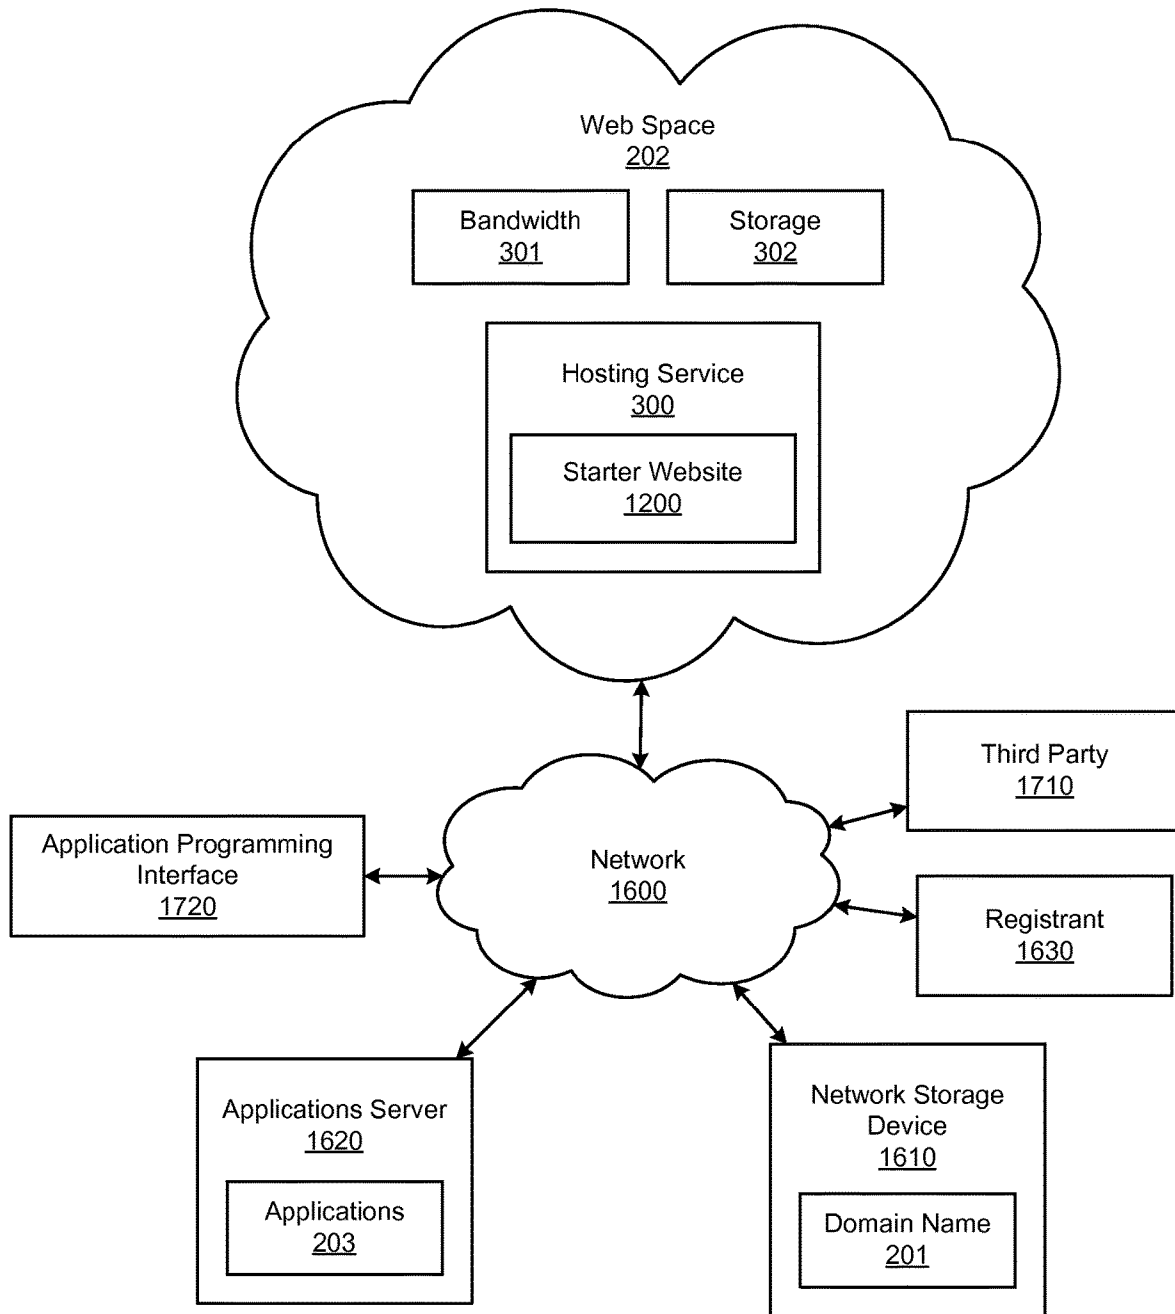 Web Space
202
Bandwidth
301
Storage
302
Hosting Service
300
Starter Website
1200
Third Party
1710
Application Programming
Interface
1720
Network
1600
Registrant
1630
Applications Server
1620
Applications
203
Network Storage
Device
1610
Domain Name
201